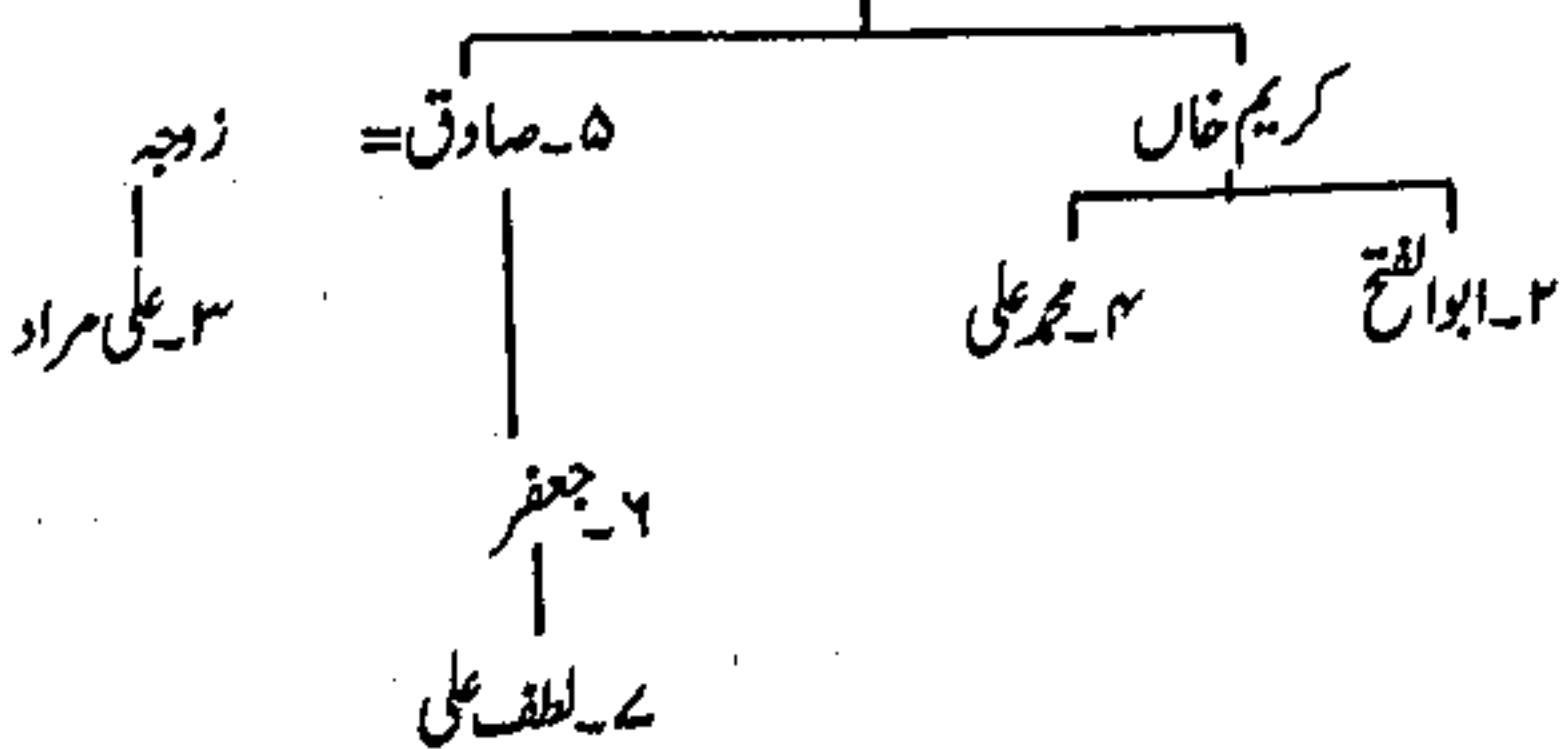 کریم خاں
۵۔صادق=
زوجہ
۲۔ابوالفتح
۴۔محمد علی
۳۔علی مراد
۶۔جعفر
۷۔لطف علی